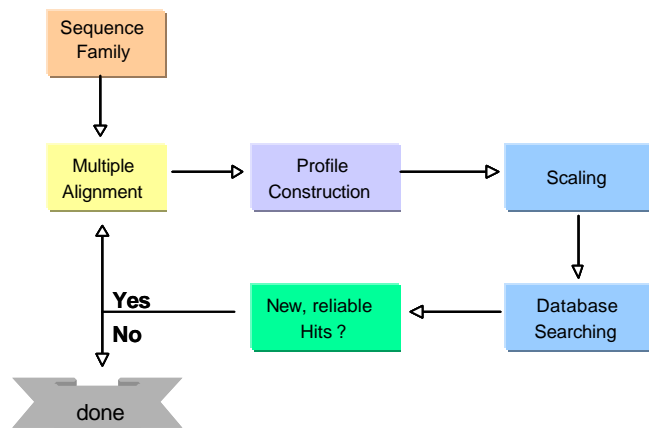 Sequence
Family
Multiple
Alignment
Profile
Construction
Scaling
Database
Searching
New, reliable
Hits ?
Yes
No
done